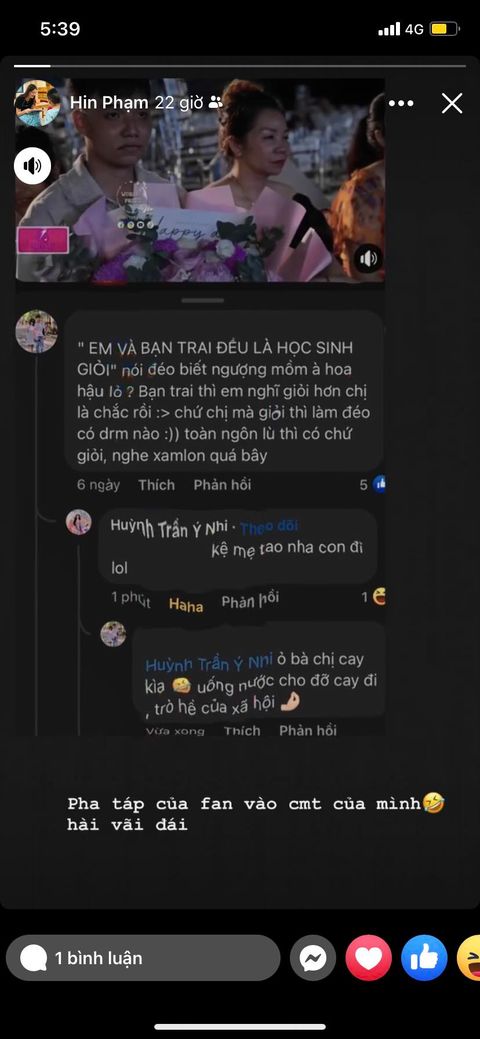 5:39
4G
Hin Phạm 22 giờ
Happy
" EM VÀ BẠN TRAI ĐỀU LÀ HỌC SINH
GIỎI" nói đéo biết ngượng mồm à hoa
hậu lỏ ? Bạn trai thì em nghĩ giỏi hơn chị
là chắc rồi :> chứ chị mà giỏi thì làm đéo
có drm nào :)) toàn ngôn lù thì có chứ
giỏi, nghe xamlon quá bây
6 ngày Thích Phản hồi 5
Huỳnh Trần Ý Nhi · Theo dõi
kệ mẹ tao nha con đi
lol
1 phút Haha Phản hồi 1
Huỳnh Trần Ý Nhi ỏ bà chị cay
kìa 🤣 uống nước cho đỡ cay đi
, trò hề của xã hội 👌🏻
Vừa xong Thích Phản hồi
Pha táp của fan vào cmt của mình🤣
hài vãi đái
1 bình luận